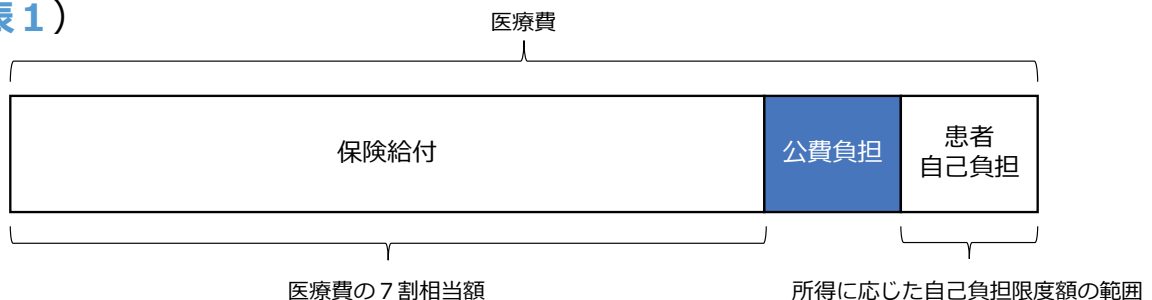 表１）
医療費
保険給付
公費負担
患者
自己負担
医療費の７割相当額
所得に応じた自己負担限度額の範囲